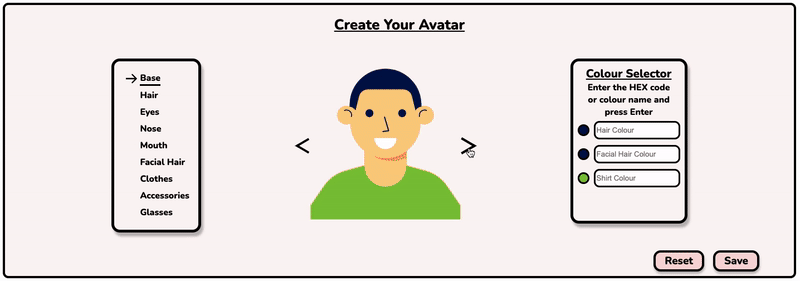 Create Your Avatar
Base
Hair
Eyes
Nose
Mouth
Facial Hair
Clothes
Accessories
Glasses
Colour Selector
Enter the HEX code
or colour name and
press Enter
Hair Colour
Facial Hair Colour
Shirt Colour
Reset
Save